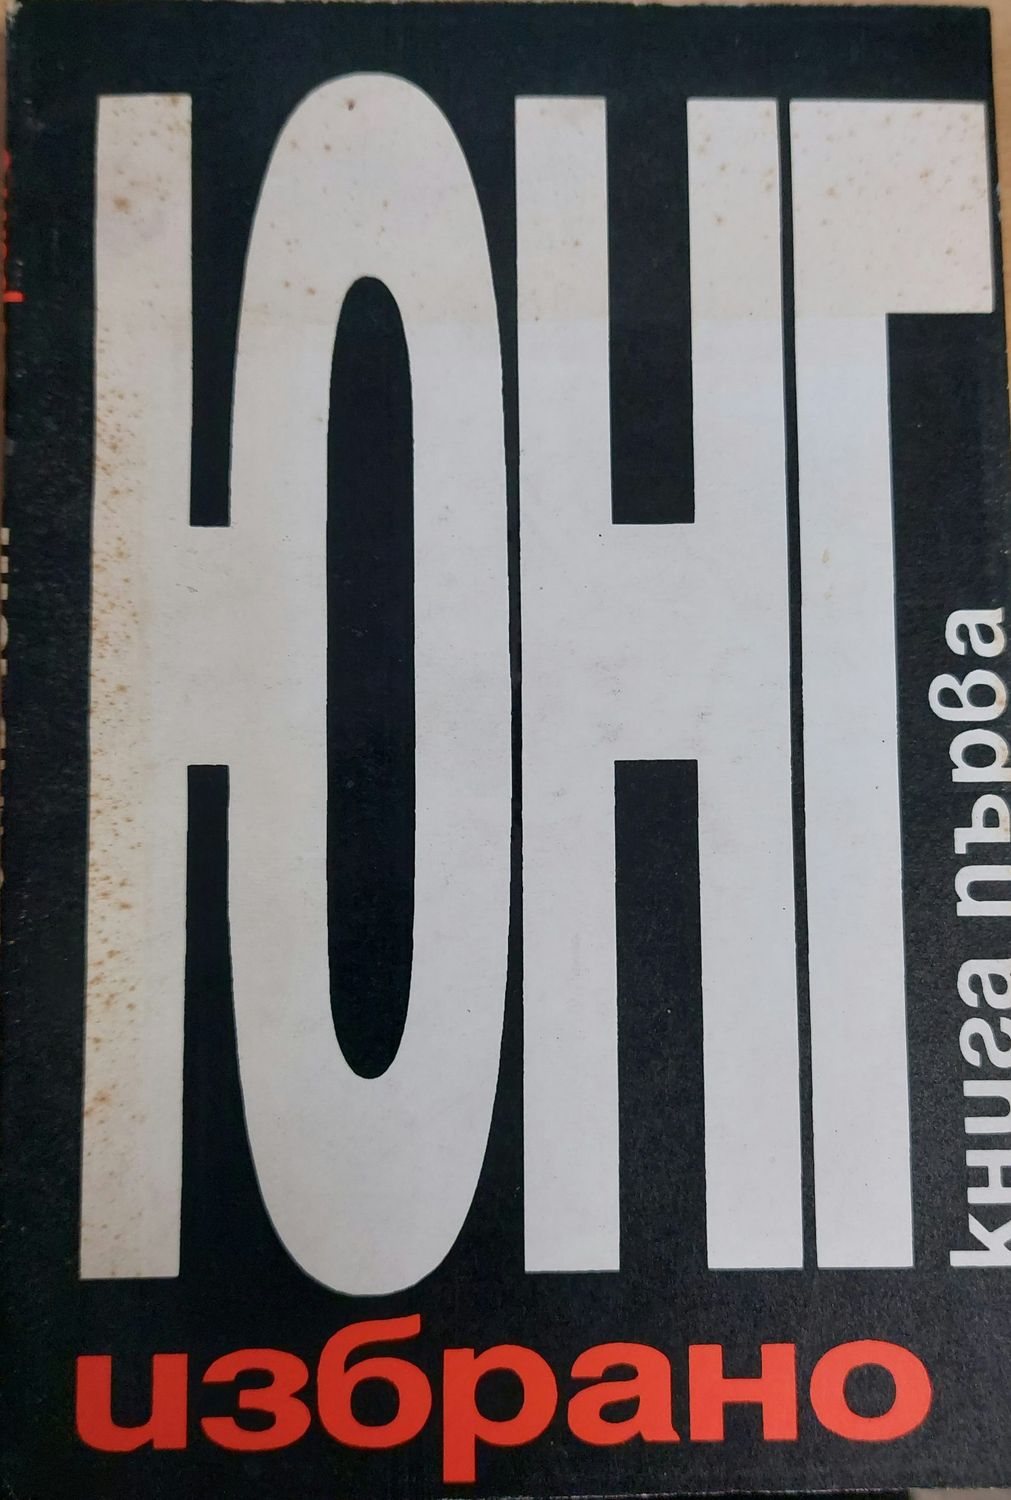 ЮНГ
книга първа
избрано